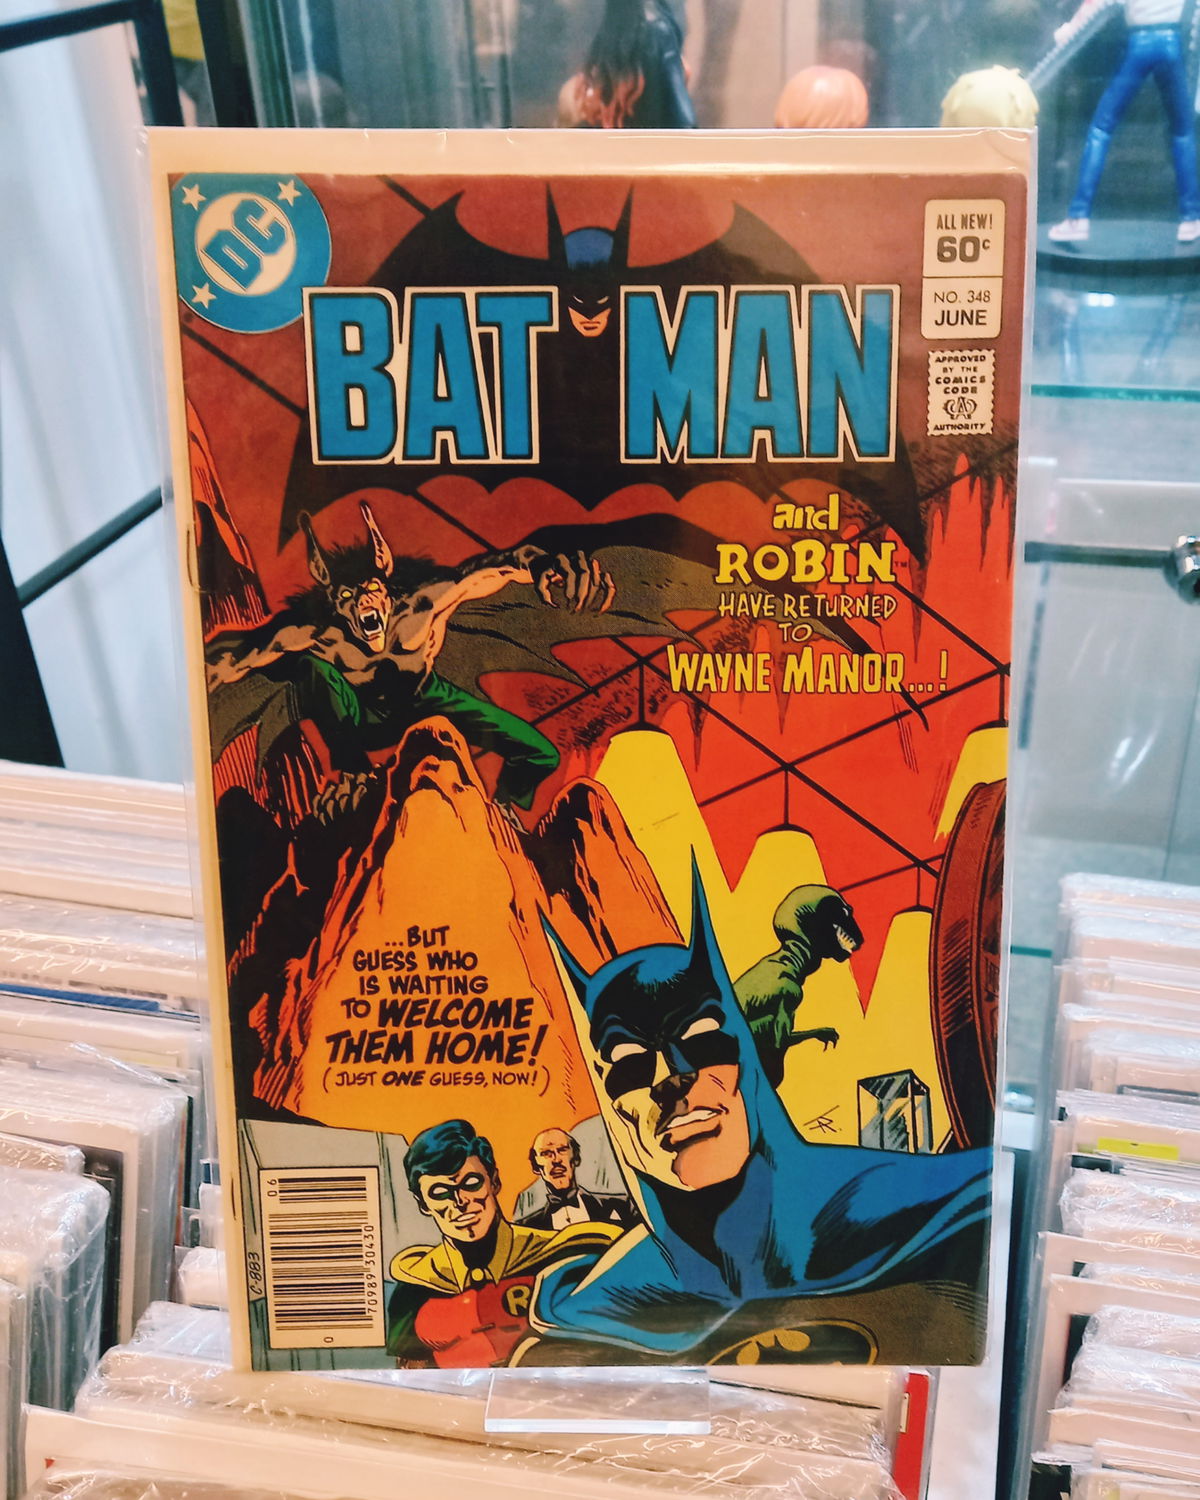 DC
BATMAN
ALL NEW!
60¢
NO. 348
JUNE
APPROVED
BY THE
COMICS
CODE
CA
AUTHORITY
and
ROBIN™
HAVE RETURNED
TO
WAYNE MANOR...!
...BUT
GUESS WHO
IS WAITING
TO WELCOME
THEM HOME!
(JUST ONE GUESS, NOW!)
R
06
70989 30430
0
C-883